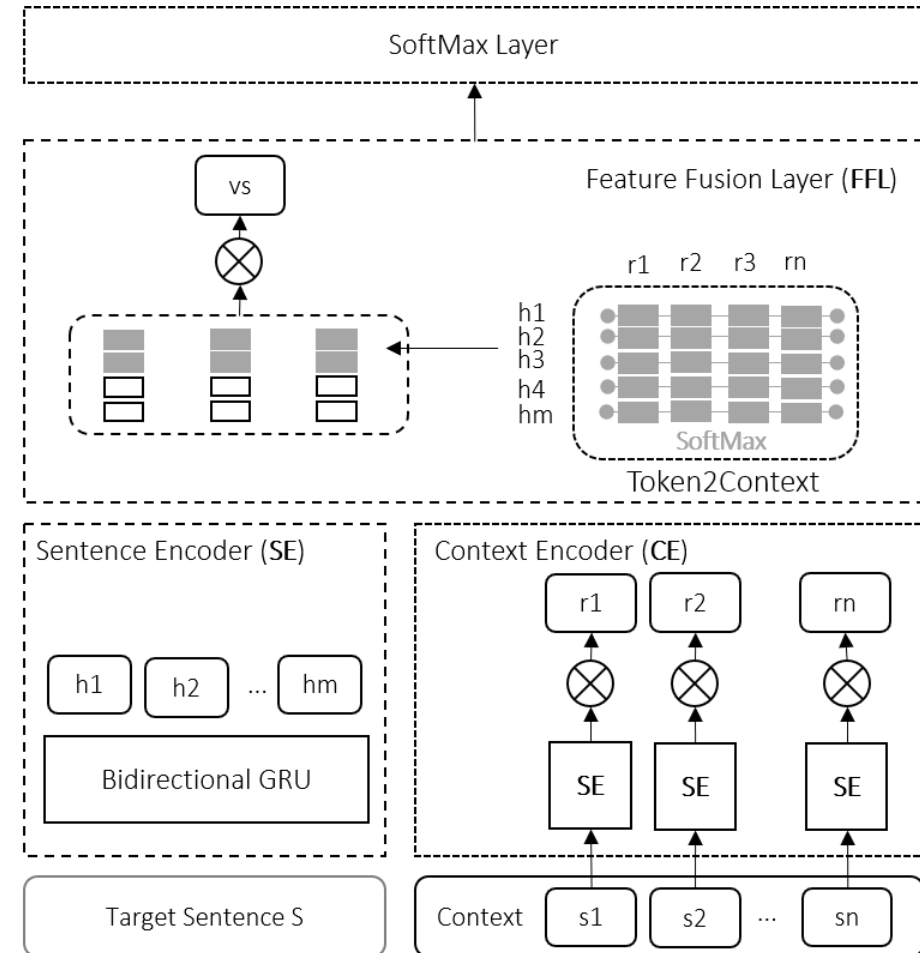 SoftMax Layer
vs
Feature Fusion Layer (FFL)
r1 r2 r3 rn
h1
h2
h3
h4
hm
SoftMax
Token2Context
Sentence Encoder (SE)
h1 h2 ... hm
Bidirectional GRU
Target Sentence S
Context Encoder (CE)
r1 r2 rn
SE SE SE
Context s1 s2 ... sn